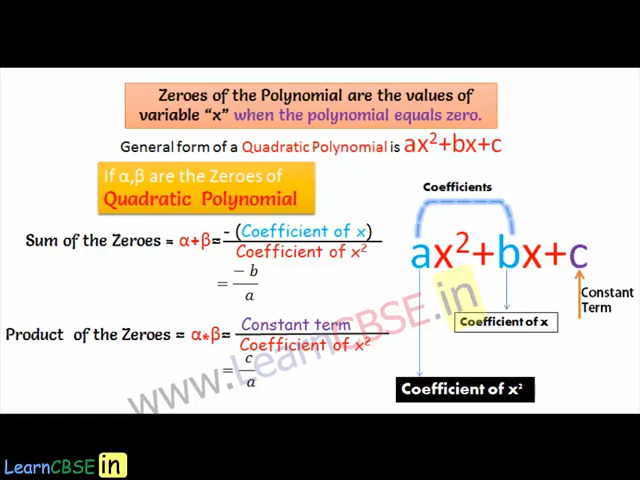 Zeroes of the Polynomial are the values of
variable “x” when the polynomial equals zero.
General form of a Quadratic Polynomial is ax²+bx+c
If α,β are the Zeroes of
Quadratic Polynomial
Sum of the Zeroes = α+β= - (Coefficient of x) / Coefficient of x²
= −b / a
Product of the Zeroes = α*β= Constant term / Coefficient of x²
= c / a
Coefficients
ax²+bx+c
Constant
Term
Coefficient of x
Coefficient of x²
www.LearnCBSE.in
LearnCBSE in